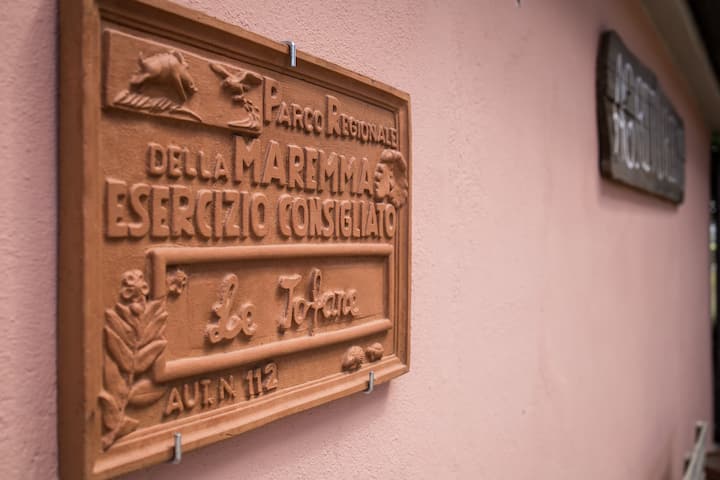 PARCO REGIONALE
DELLA MAREMMA
ESERCIZIO CONSIGLIATO
Le Tofane
AUT. N. 112